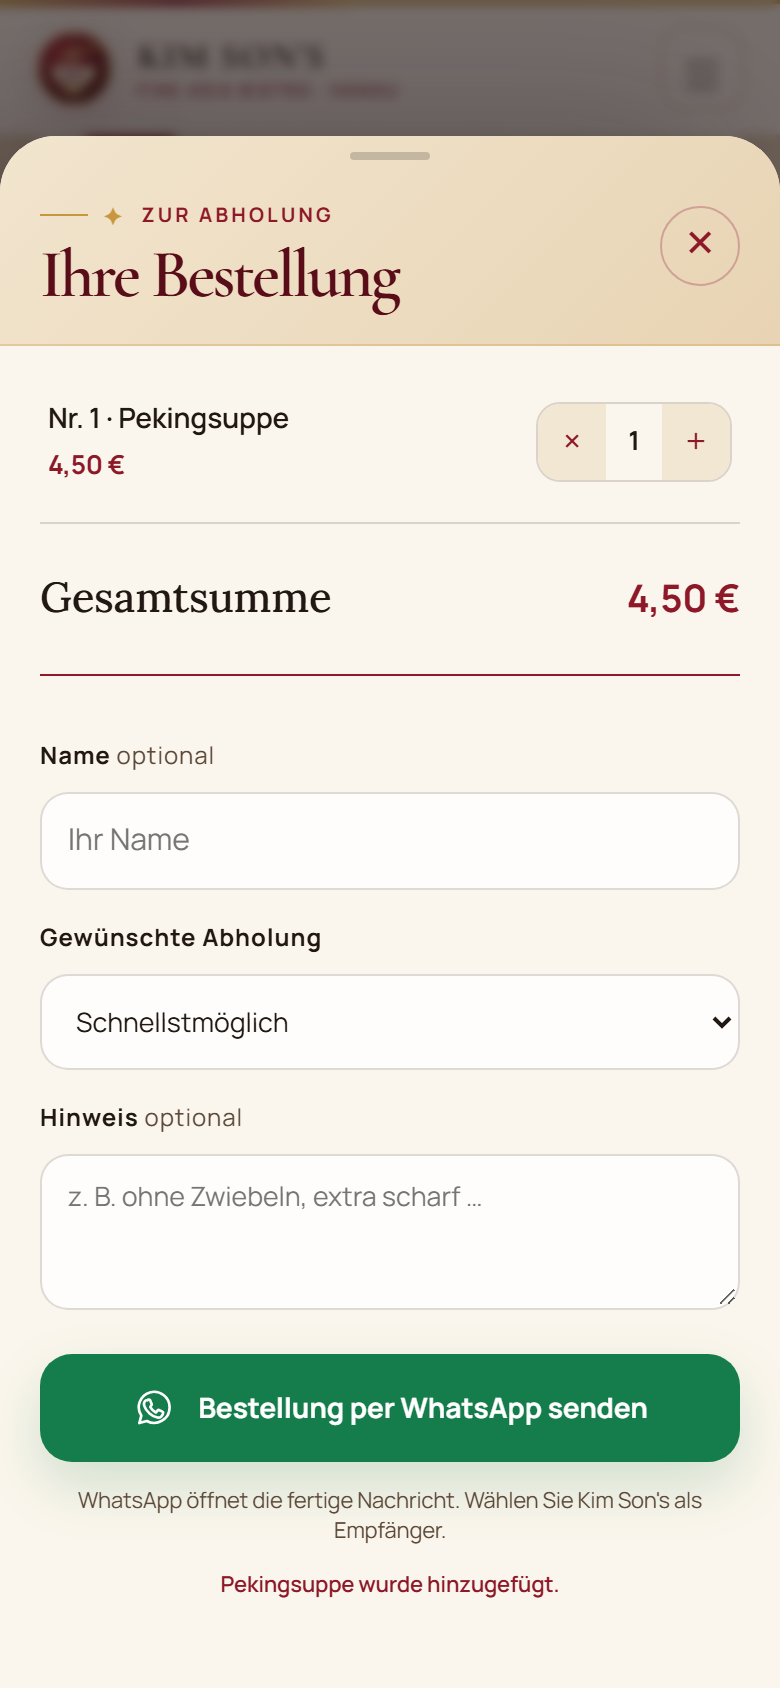 KIM SON'S
ZUR ABHOLUNG
Ihre Bestellung
Nr. 1 · Pekingsuppe
4,50 €
1
Gesamtsumme
4,50 €
Name optional
Ihr Name
Gewünschte Abholung
Schnellstmöglich
Hinweis optional
z. B. ohne Zwiebeln, extra scharf ...
Bestellung per WhatsApp senden
WhatsApp öffnet die fertige Nachricht. Wählen Sie Kim Son's als
Empfänger.
Pekingsuppe wurde hinzugefügt.